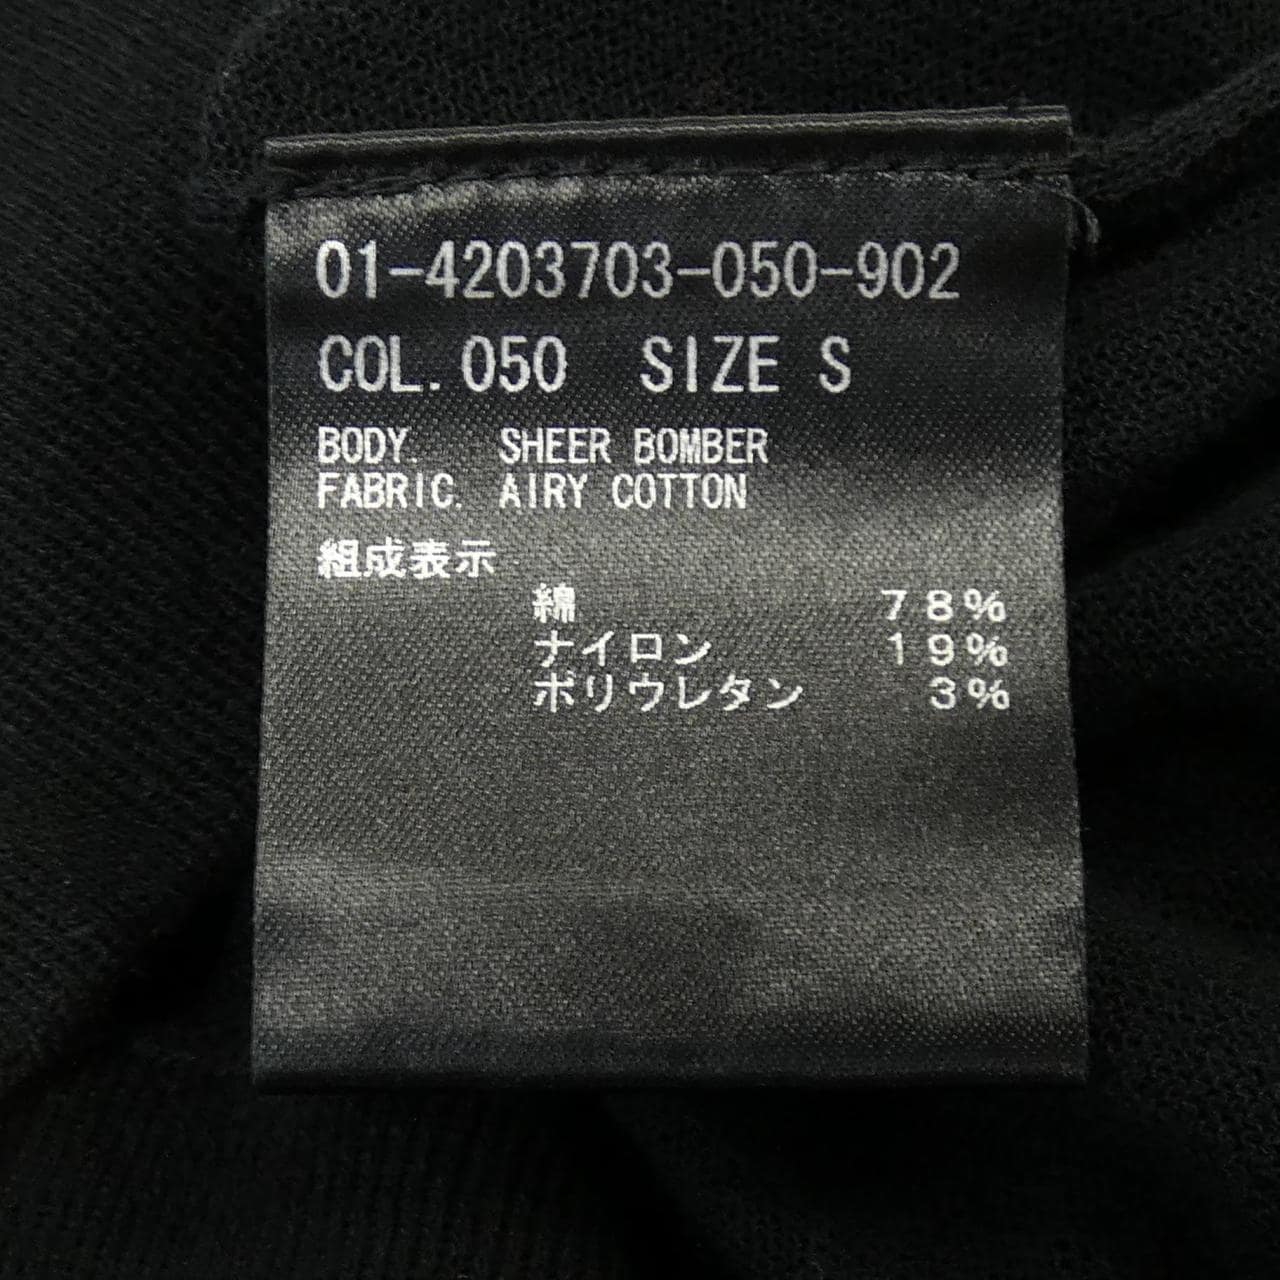 01-4203703-050-902
COL.050 SIZE S
BODY. SHEER BOMBER
FABRIC. AIRY COTTON
組成表示
綿 78%
ナイロン 19%
ポリウレタン 3%